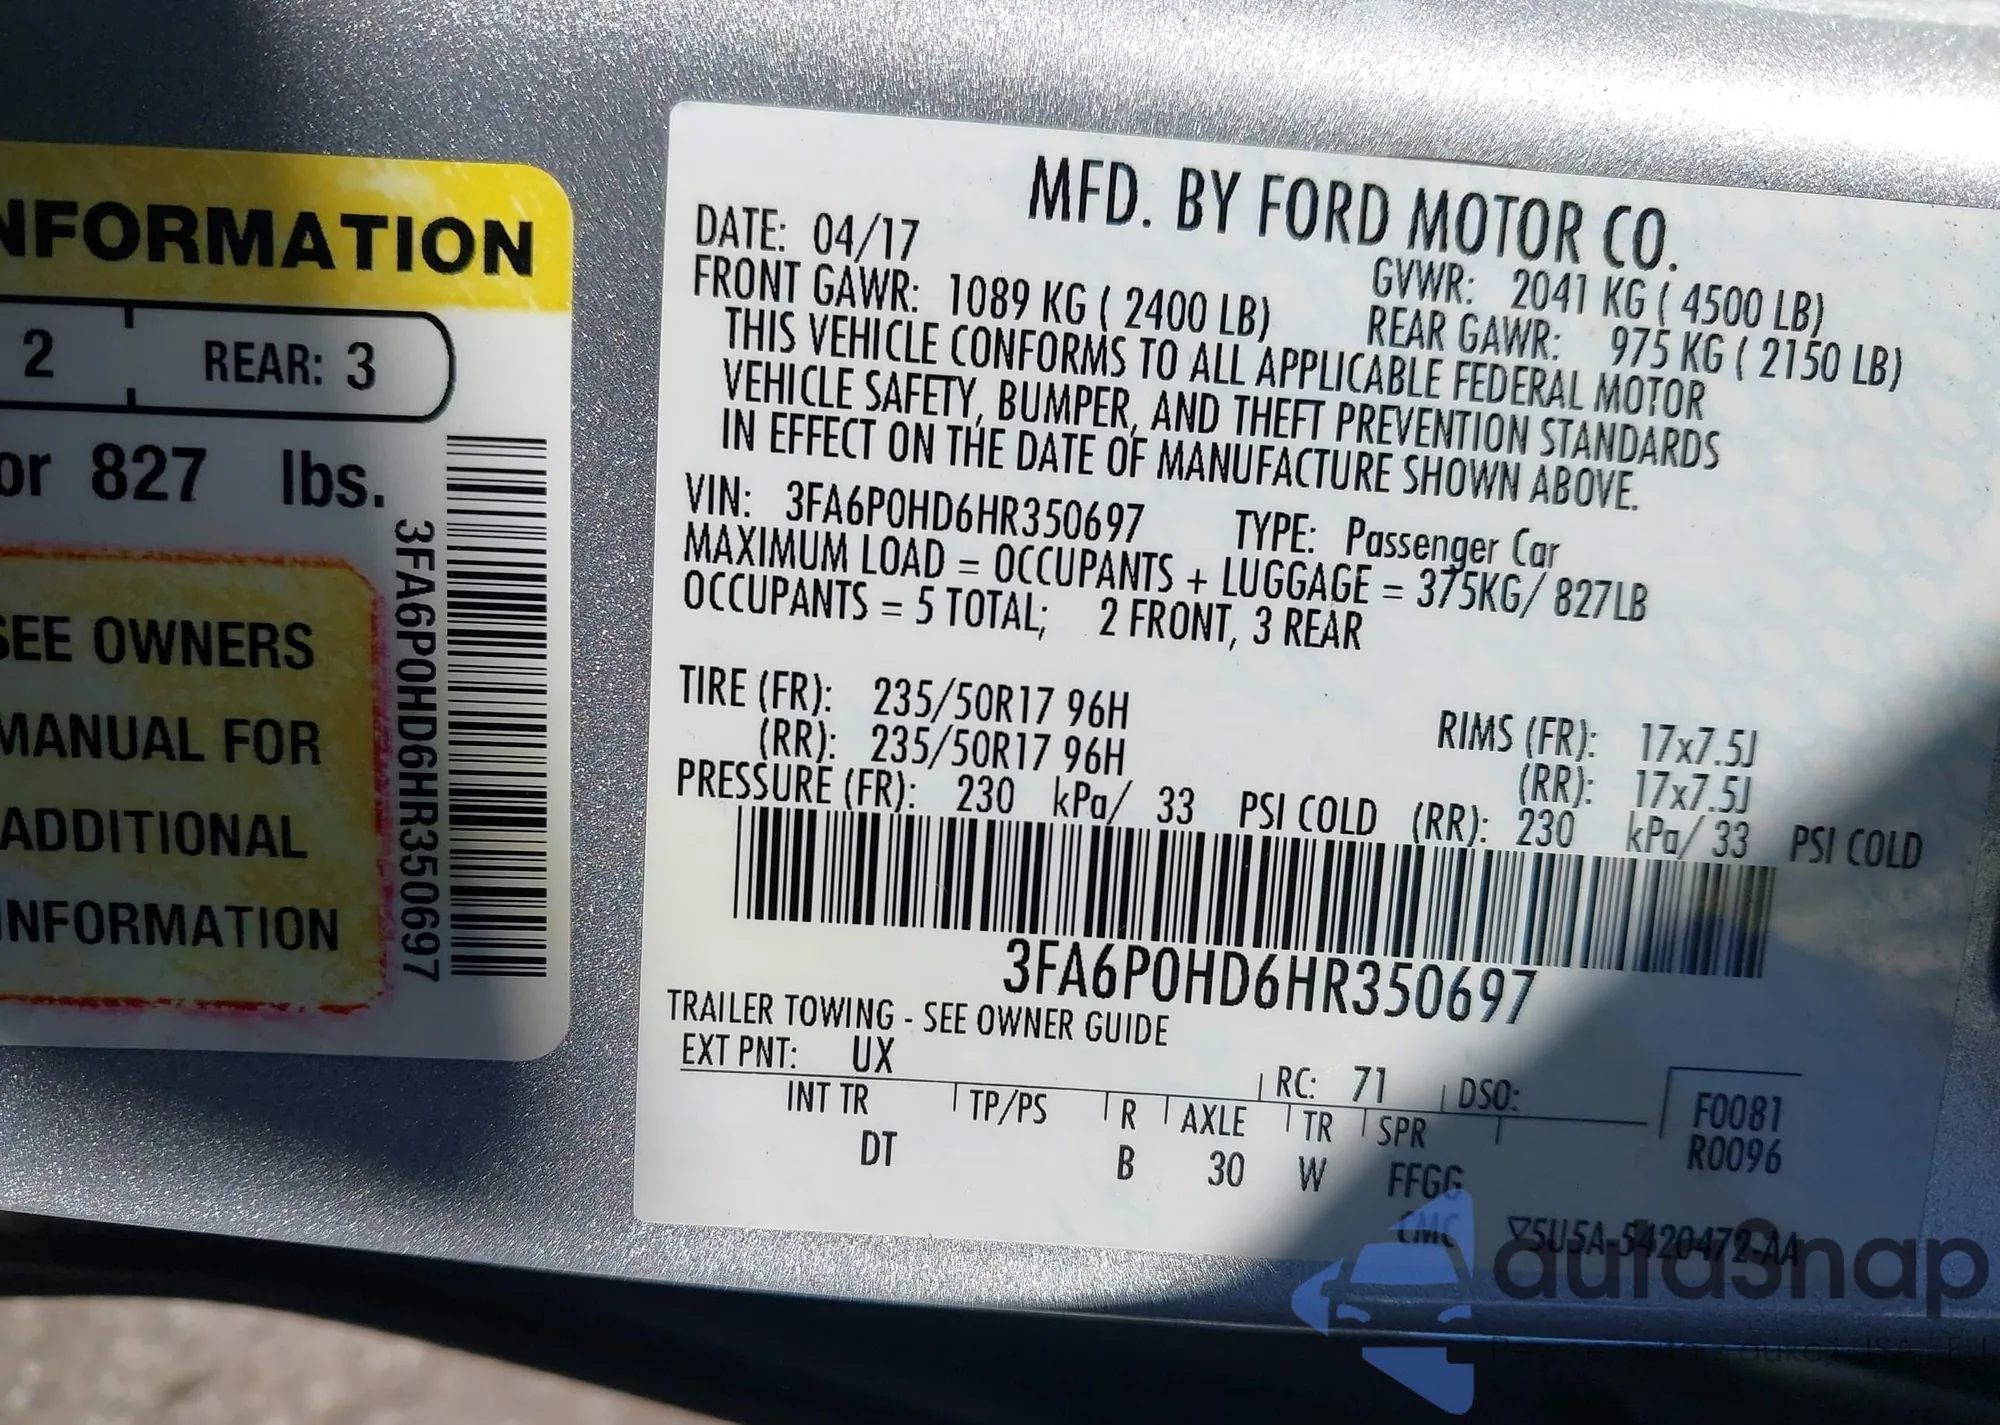 NFORMATION
2 REAR: 3
or 827 lbs.
SEE OWNERS
MANUAL FOR
ADDITIONAL
INFORMATION
3FA6P0HD6HR350697
MFD. BY FORD MOTOR CO.
DATE: 04/17 GVWR: 2041 KG ( 4500 LB)
FRONT GAWR: 1089 KG ( 2400 LB) REAR GAWR: 975 KG ( 2150 LB)
THIS VEHICLE CONFORMS TO ALL APPLICABLE FEDERAL MOTOR
VEHICLE SAFETY, BUMPER, AND THEFT PREVENTION STANDARDS
IN EFFECT ON THE DATE OF MANUFACTURE SHOWN ABOVE.
VIN: 3FA6P0HD6HR350697 TYPE: Passenger Car
MAXIMUM LOAD = OCCUPANTS + LUGGAGE = 375KG/ 827LB
OCCUPANTS = 5 TOTAL; 2 FRONT, 3 REAR
TIRE (FR): 235/50R17 96H RIMS (FR): 17x7.5J
(RR): 235/50R17 96H (RR): 17x7.5J
PRESSURE (FR): 230 kPa/ 33 PSI COLD (RR): 230 kPa/ 33 PSI COLD
3FA6P0HD6HR350697
TRAILER TOWING - SEE OWNER GUIDE
EXT PNT: UX RC: 71 DSO: F0081
INT TR TP/PS R AXLE TR SPR R0096
DT B 30 W FFGG
CMC 5U5A-5420472-AA
autaSnap